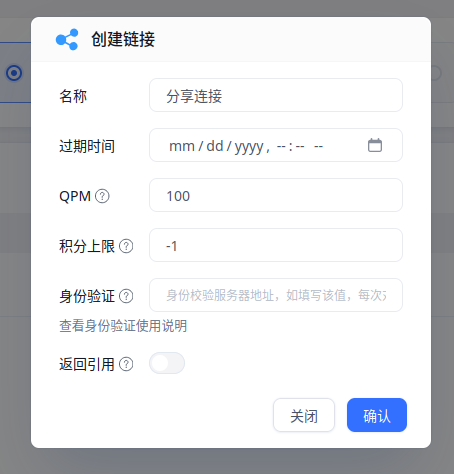 创建链接
名称 分享连接
过期时间 mm / dd / yyyy , -- : -- --
QPM 100
积分上限 -1
身份验证 身份校验服务器地址，如填写该值，每次
查看身份验证使用说明
返回引用
关闭 确认